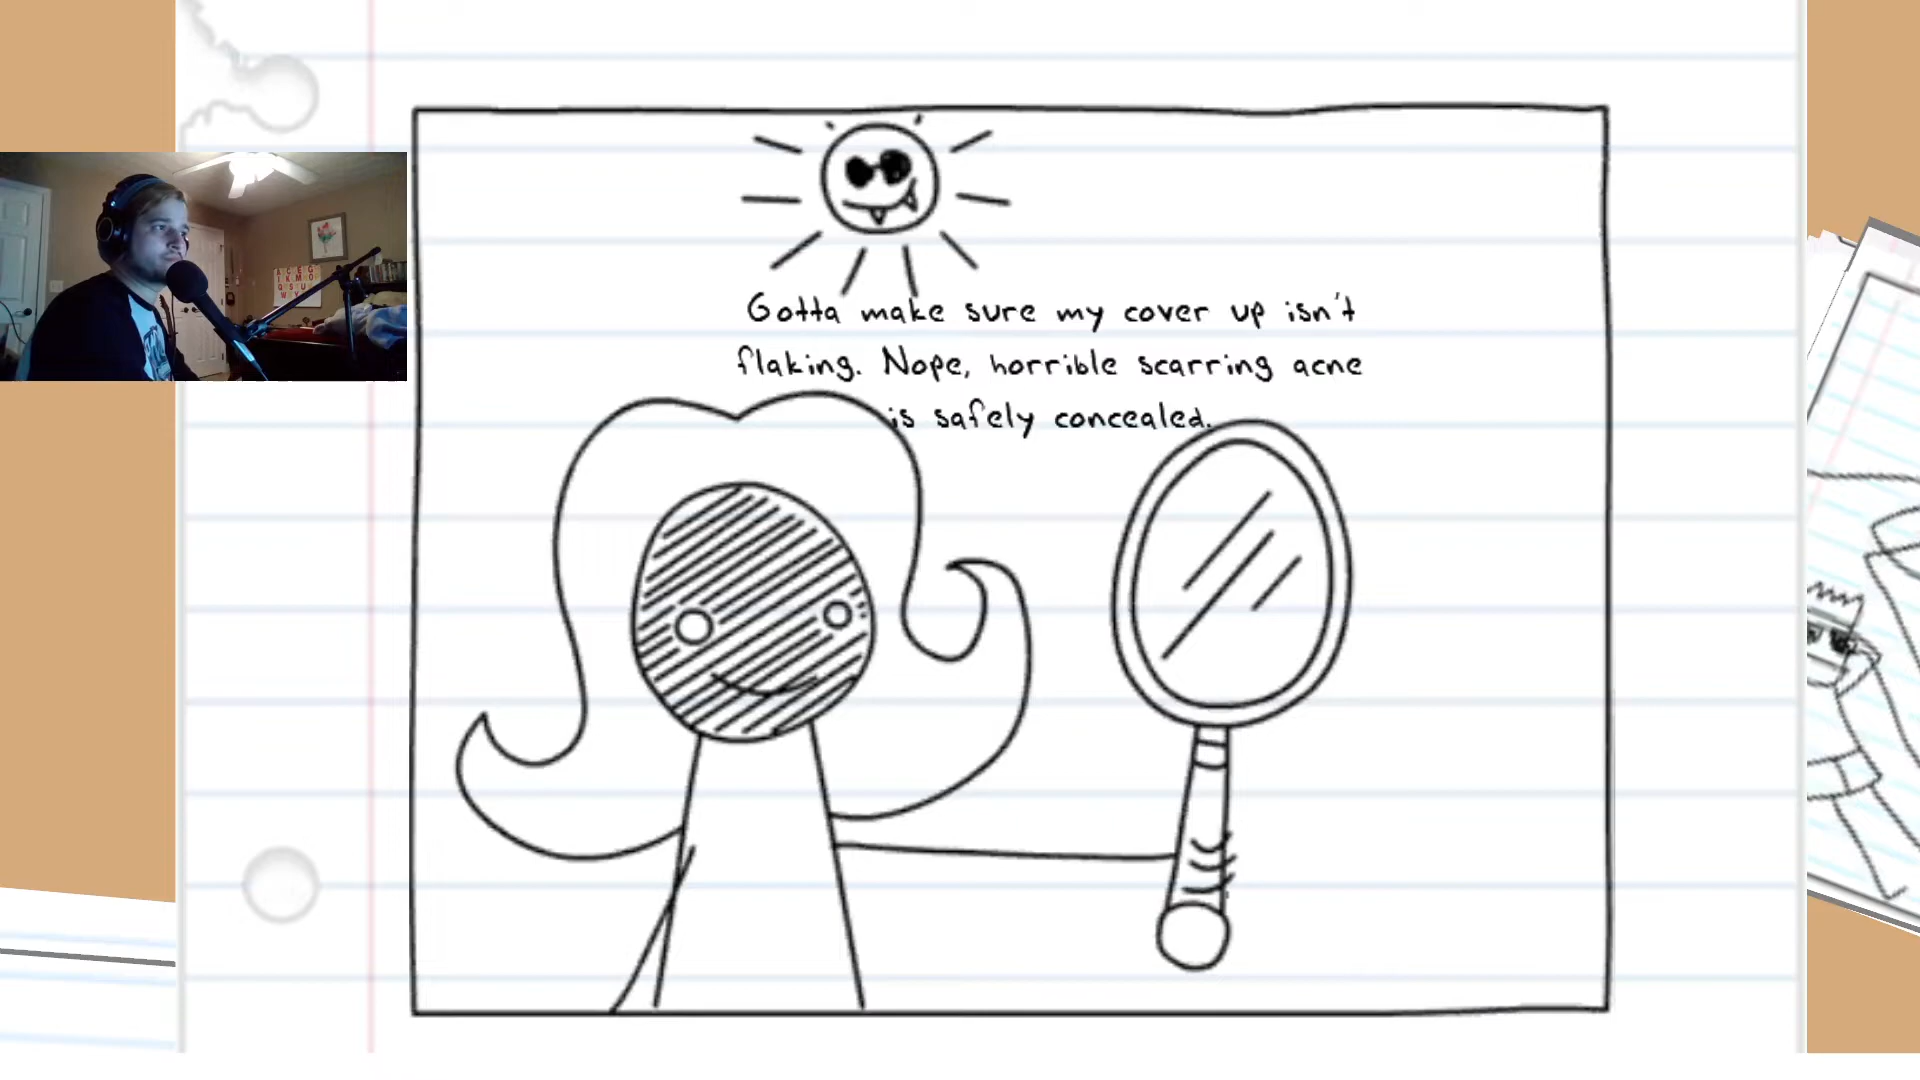 Gotta make sure my cover up isn't
flaking. Nope, horrible scarring acne
is safely concealed.